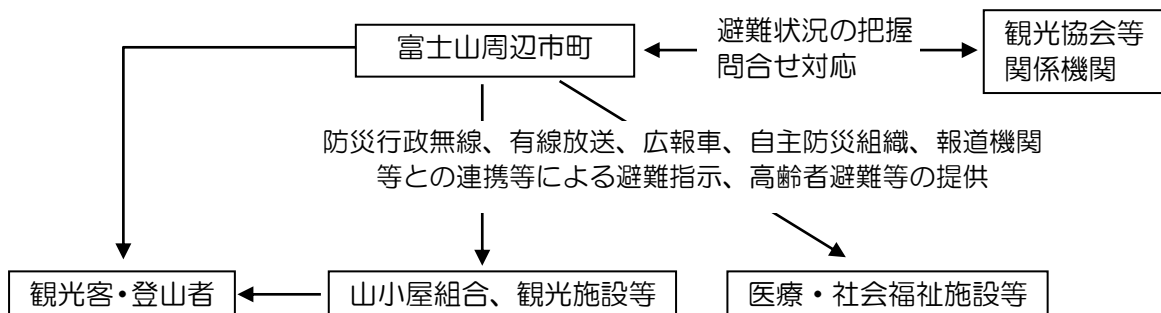 富士山周辺市町
避難状況の把握
問合せ対応
観光協会等
関係機関
防災行政無線、有線放送、広報車、自主防災組織、報道機関
等との連携等による避難指示、高齢者避難等の提供
観光客・登山者
山小屋組合、観光施設等
医療・社会福祉施設等